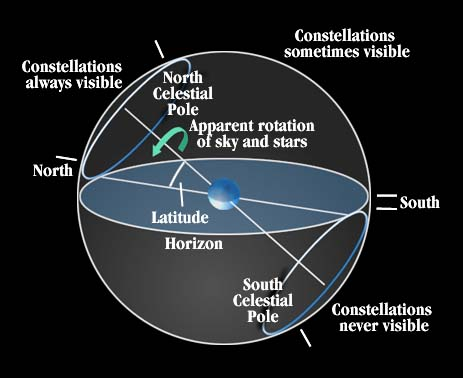 Constellations
sometimes visible
Constellations
always visible
North
Celestial
Pole
Apparent rotation
of sky and stars
North
South
Latitude
Horizon
South
Celestial
Pole
Constellations
never visible